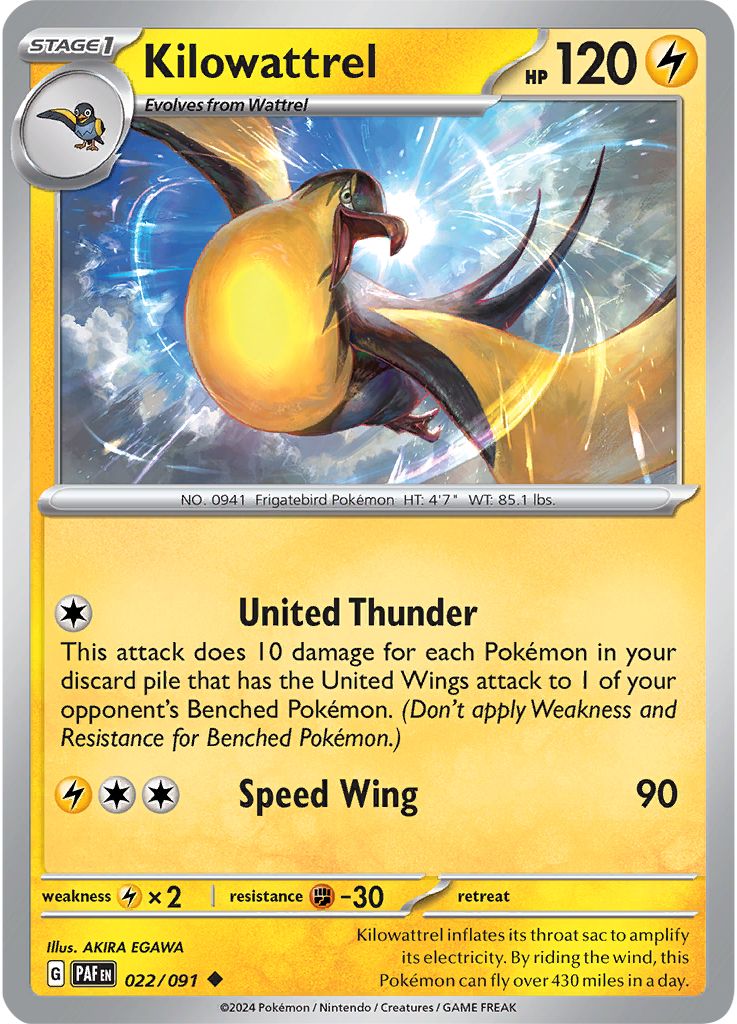 STAGE1
Kilowattrel
HP 120
Evolves from Wattrel
NO. 0941 Frigatebird Pokémon HT: 4'7" WT: 85.1 lbs.
United Thunder
This attack does 10 damage for each Pokémon in your
discard pile that has the United Wings attack to 1 of your
opponent's Benched Pokémon. (Don't apply Weakness and
Resistance for Benched Pokémon.)
Speed Wing 90
weakness ×2 resistance -30 retreat
Illus. AKIRA EGAWA
G PAF EN 022/091
Kilowattrel inflates its throat sac to amplify
its electricity. By riding the wind, this
Pokémon can fly over 430 miles in a day.
©2024 Pokémon / Nintendo / Creatures / GAME FREAK